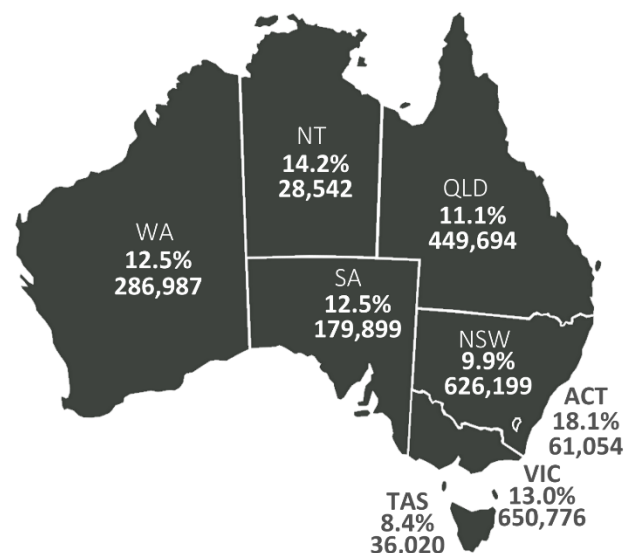 NT
14.2%
28,542
QLD
11.1%
449,694
WA
12.5%
286,987
SA
12.5%
179,899
NSW
9.9%
626,199
ACT
18.1%
61,054
VIC
13.0%
650,776
TAS
8.4%
36,020